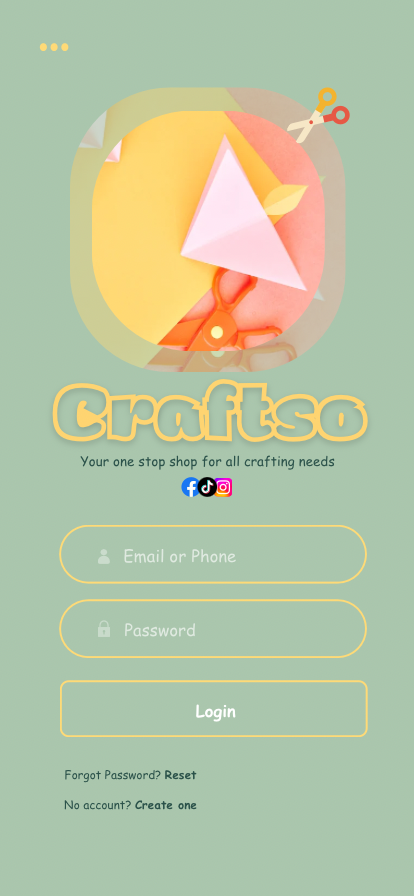 Craftso
Your one stop shop for all crafting needs
Email or Phone
Password
Login
Forgot Password? Reset
No account? Create one